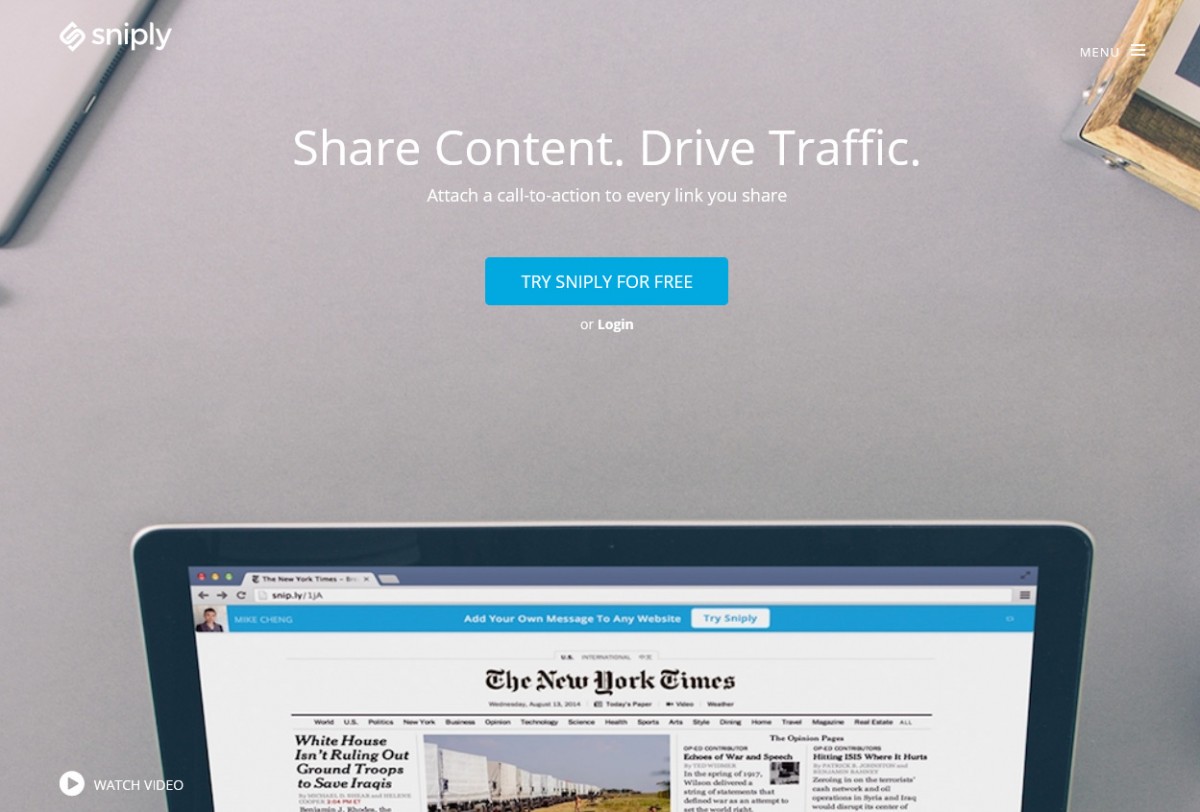 sniply
MENU
Share Content. Drive Traffic.
Attach a call-to-action to every link you share
TRY SNIPLY FOR FREE
or Login
The New York Times – Bre
snip.ly/1jA
MIKE CHENG
Add Your Own Message To Any Website
Try Sniply
U.S. INTERNATIONAL 中文
The New York Times
Wednesday, August 13, 2014 Today's Paper Video Weather
World U.S. Politics New York Business Opinion Technology Science Health Sports Arts Style Dining Home Travel Magazine Real Estate ALL
White House
Isn't Ruling Out
Ground Troops
to Save Iraqis
By MICHAEL D. SHEAR and HELENE
COOPER 2:04 PM ET
Benjamin J. Rhodes, the
The Opinion Pages
OP-ED CONTRIBUTOR
Echoes of War and Speech
By TED WIDMER
In the spring of 1917,
Wilson delivered a
string of statements that
defined war as an attempt to
set the world right.
OP-ED CONTRIBUTORS
Hitting ISIS Where It Hurts
By PATRICK B. JOHNSTON and
BENJAMIN BAHNEY
Zeroing in on the terrorists'
cash network and oil
operations in Syria and Iraq
would disrupt its center of
WATCH VIDEO